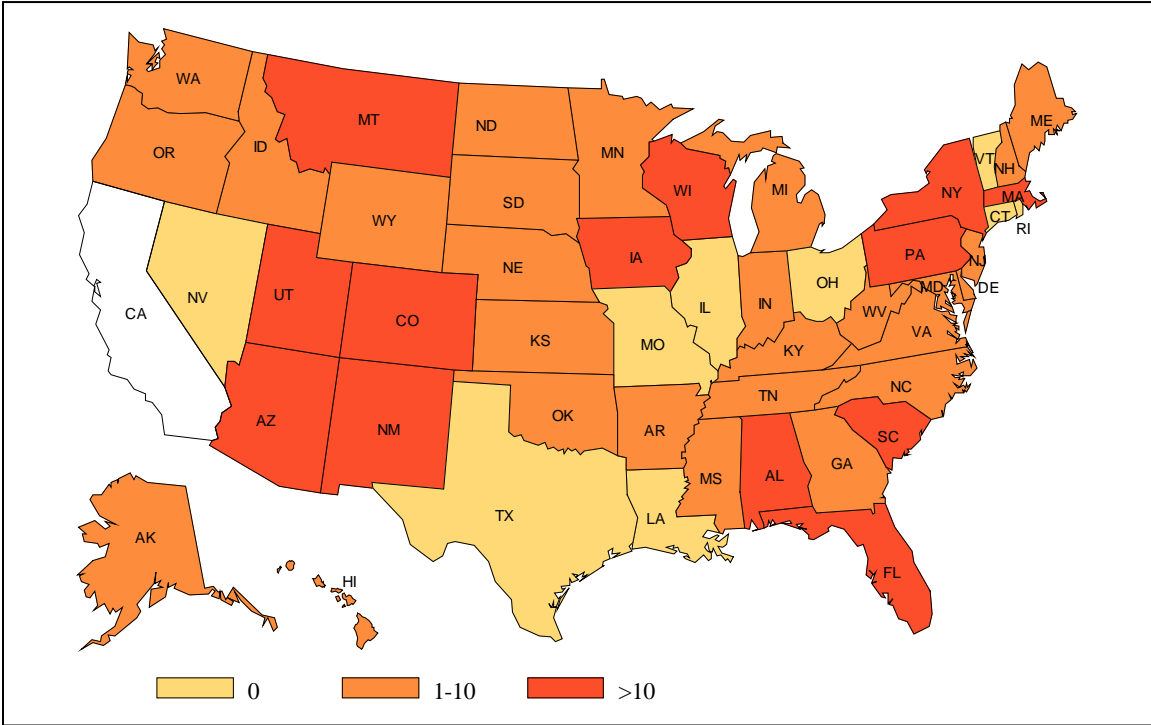 WA
MT
ND
MN
ME
OR
ID
WY
SD
WI
MI
NY
VT
NH
MA
CT
RI
NV
UT
CO
NE
IA
IL
IN
OH
PA
NJ
MD
DE
CA
AZ
NM
KS
MO
KY
WV
VA
OK
AR
TN
NC
TX
LA
MS
AL
GA
SC
FL
AK
HI
0
1-10
>10